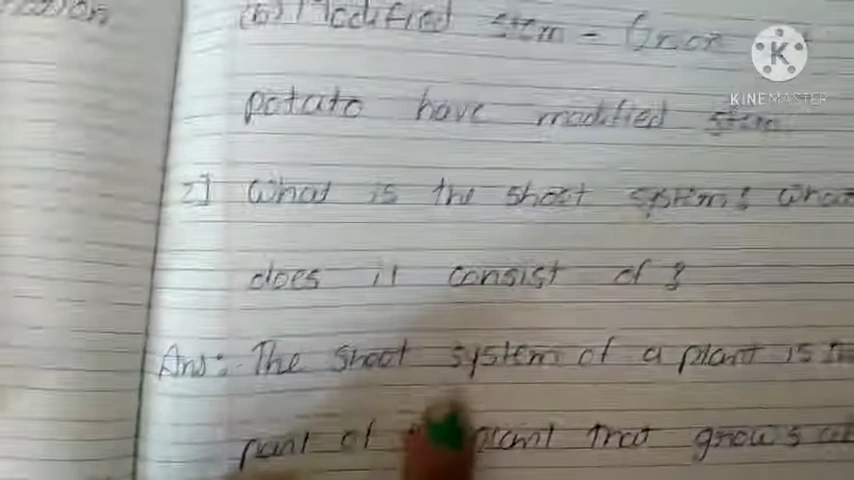 (b) Modified stem -
K
KINEMASTER
potato have modified stem.
2] What is the shoot system? What
does it consist of?
Ans:- The shoot system of a plant is
part of plant that grows